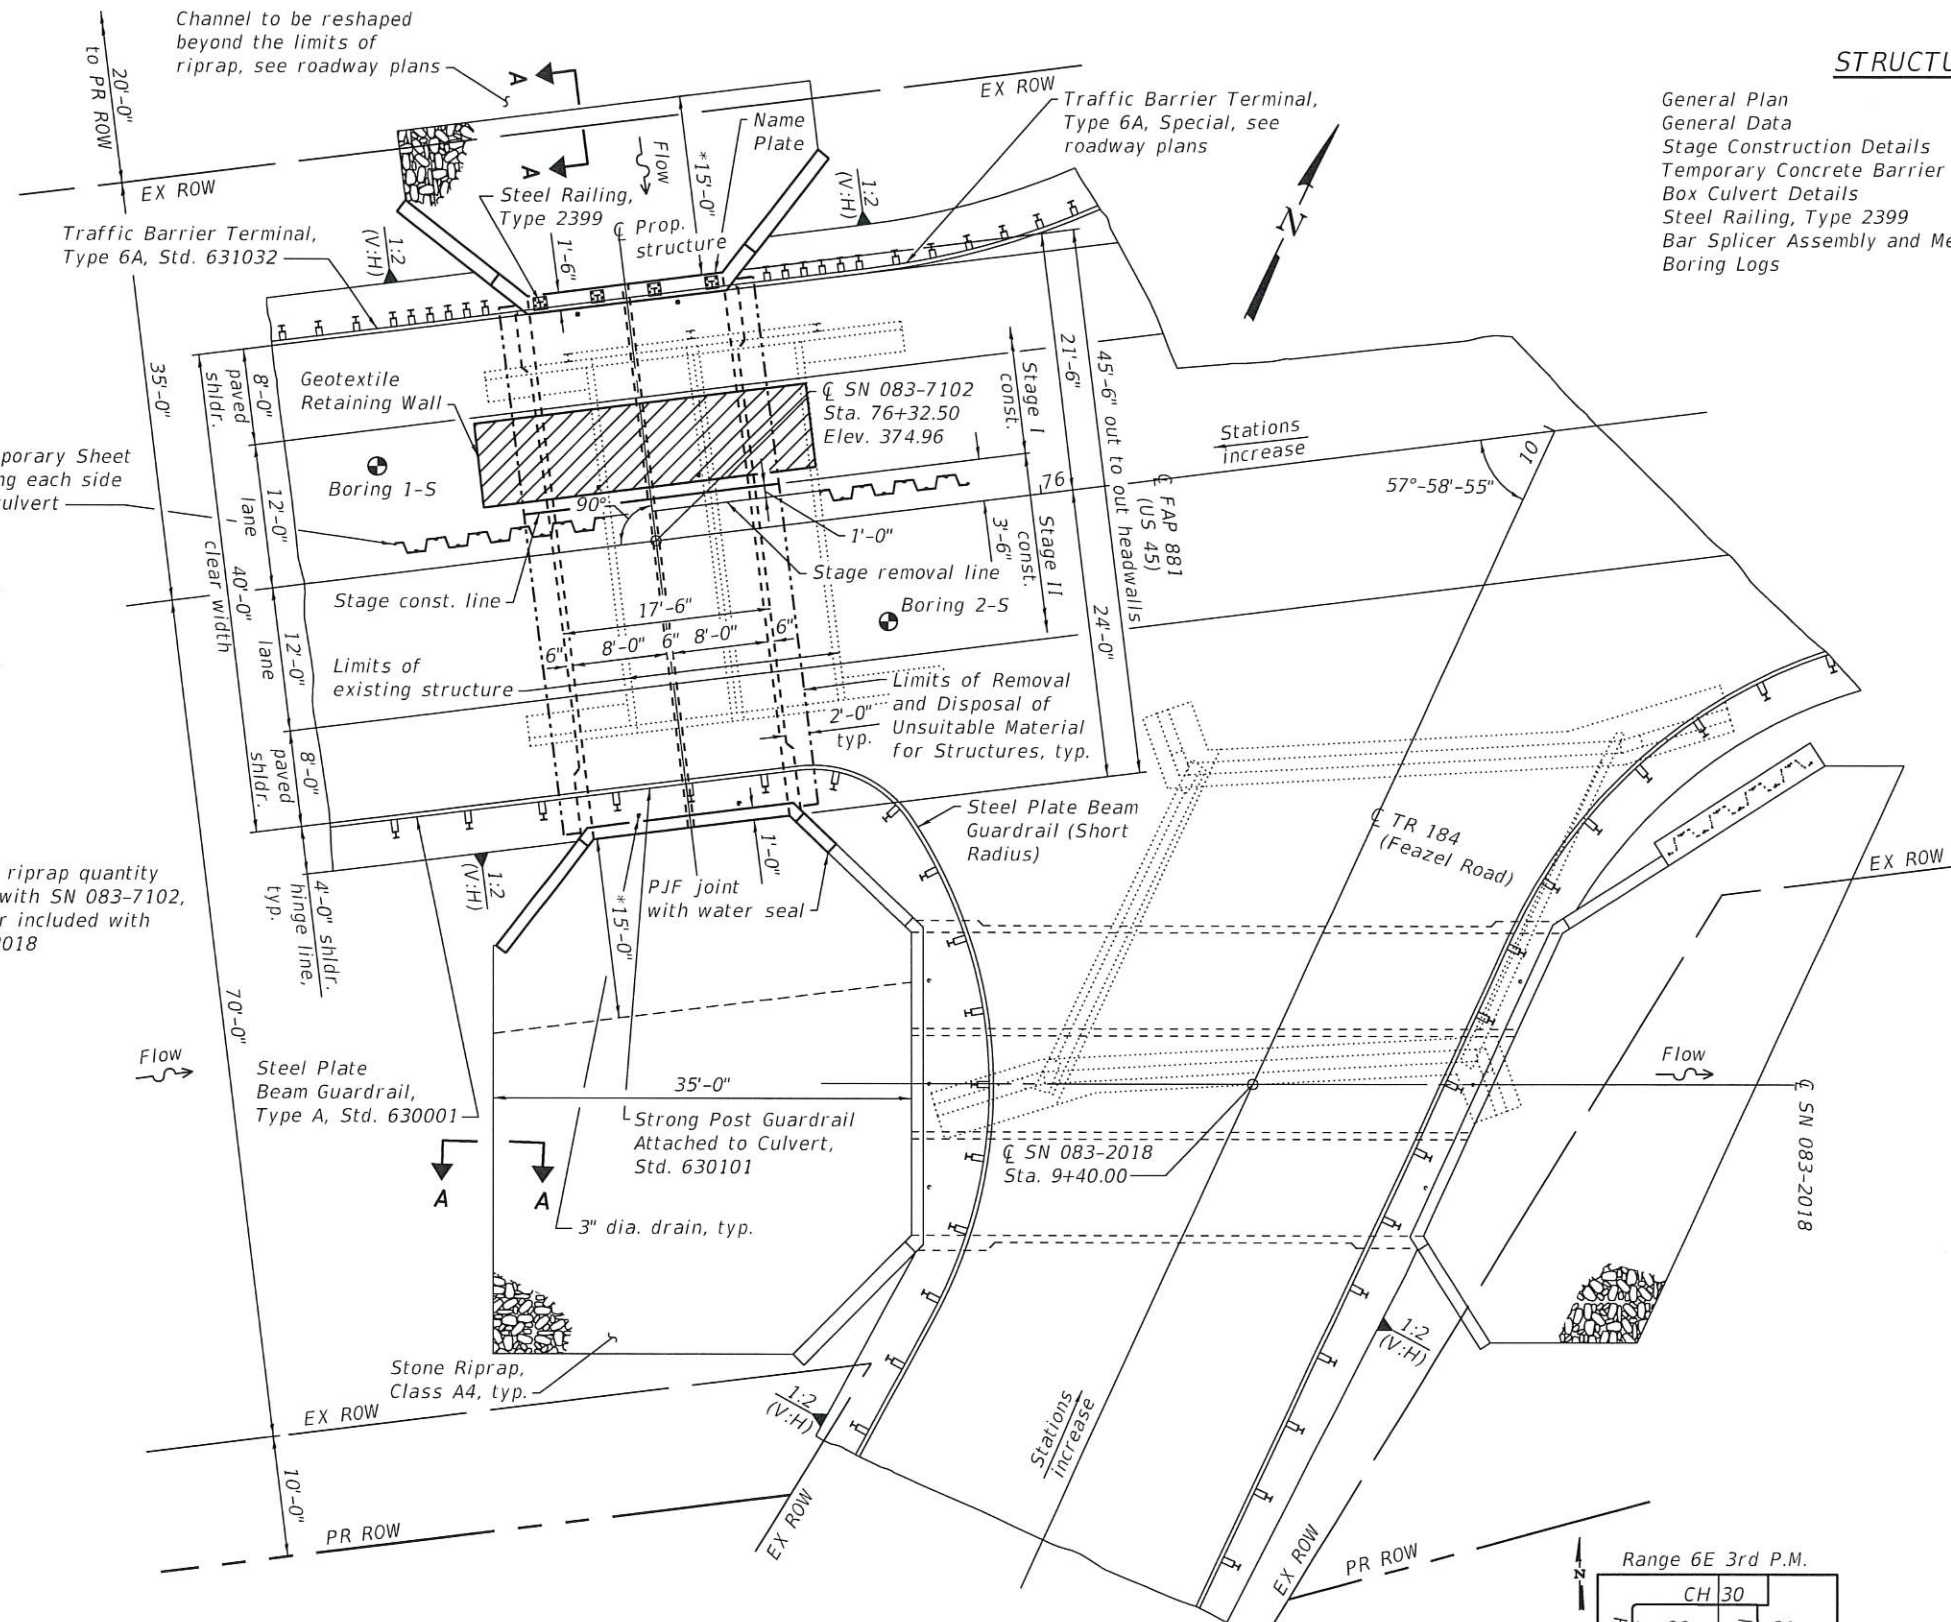 Channel to be reshaped
beyond the limits of
riprap, see roadway plans
20'-0"
to PR ROW
A
A
EX ROW
EX ROW
Flow
*15'-0"
Name
Plate
Traffic Barrier Terminal,
Type 6A, Special, see
roadway plans
STRUCTU
General Plan
General Data
Stage Construction Details
Temporary Concrete Barrier
Box Culvert Details
Steel Railing, Type 2399
Bar Splicer Assembly and Me
Boring Logs
N
Steel Railing,
Type 2399
1'-6"
℄ Prop.
structure
1:2
(V:H)
Traffic Barrier Terminal,
Type 6A, Std. 631032
1:2
(V:H)
35'-0"
8'-0"
paved
shldr.
Geotextile
Retaining Wall
℄ SN 083-7102
Sta. 76+32.50
Elev. 374.96
Stage I
const.
21'-6"
45'-6" out to out headwalls
Stations
increase
10
57°-58'-55"
76
℄ FAP 881
(US 45)
porary Sheet
ng each side
ulvert
Boring 1-S
90°
12'-0"
lane
1'-0"
3'-6"
Stage II
const.
Stage removal line
40'-0"
clear width
Stage const. line
17'-6"
Boring 2-S
24'-0"
12'-0"
lane
6"
8'-0"
6"
8'-0"
6"
Limits of
existing structure
Limits of Removal
and Disposal of
Unsuitable Material
for Structures, typ.
2'-0"
typ.
8'-0"
paved
shldr.
Steel Plate Beam
Guardrail (Short
Radius)
℄ TR 184
(Feazel Road)
EX ROW
riprap quantity
with SN 083-7102,
r included with
018
4'-0" shldr.
hinge line,
typ.
1:2
(V:H)
1'-0"
PJF joint
with water seal
*15'-0"
70'-0"
Flow
Steel Plate
Beam Guardrail,
Type A, Std. 630001
35'-0"
Strong Post Guardrail
Attached to Culvert,
Std. 630101
℄ SN 083-2018
Sta. 9+40.00
Flow
℄ SN 083-2018
A
A
3" dia. drain, typ.
Stone Riprap,
Class A4, typ.
1:2
(V:H)
1:2
(V:H)
EX ROW
Stations
increase
10'-0"
PR ROW
EX ROW
EX ROW
PR ROW
N
Range 6E 3rd P.M.
CH 30